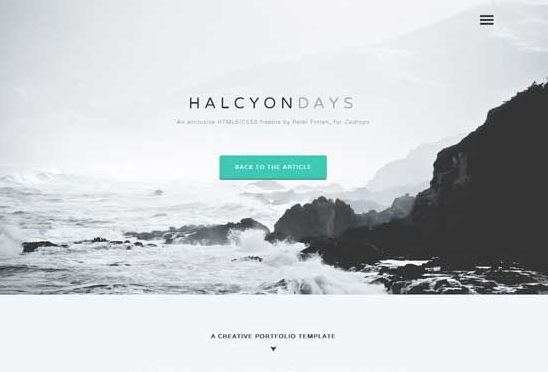 HALCYONDAYS
An exclusive HTML5/CSS3 freebie by Peter Finlan, for Codrops
BACK TO THE ARTICLE
A CREATIVE PORTFOLIO TEMPLATE